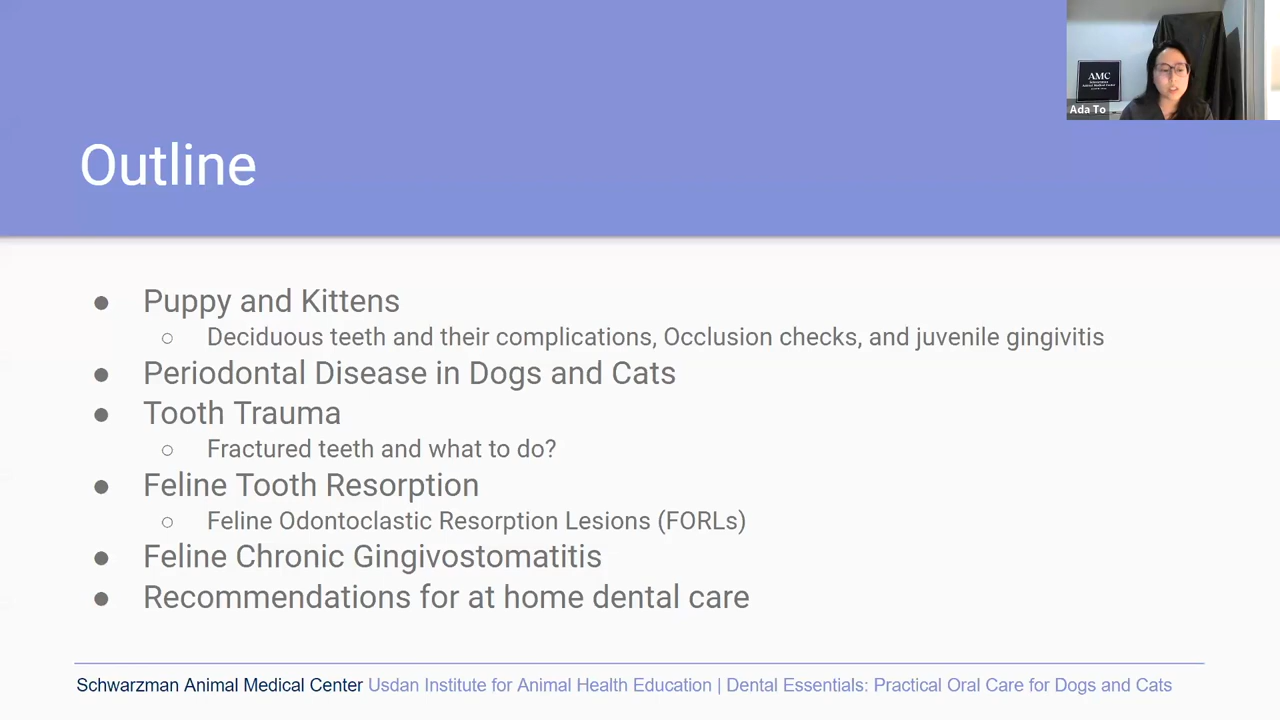 AMC
Ada To
Outline
● Puppy and Kittens
○ Deciduous teeth and their complications, Occlusion checks, and juvenile gingivitis
● Periodontal Disease in Dogs and Cats
● Tooth Trauma
○ Fractured teeth and what to do?
● Feline Tooth Resorption
○ Feline Odontoclastic Resorption Lesions (FORLs)
● Feline Chronic Gingivostomatitis
● Recommendations for at home dental care
Schwarzman Animal Medical Center Usdan Institute for Animal Health Education | Dental Essentials: Practical Oral Care for Dogs and Cats